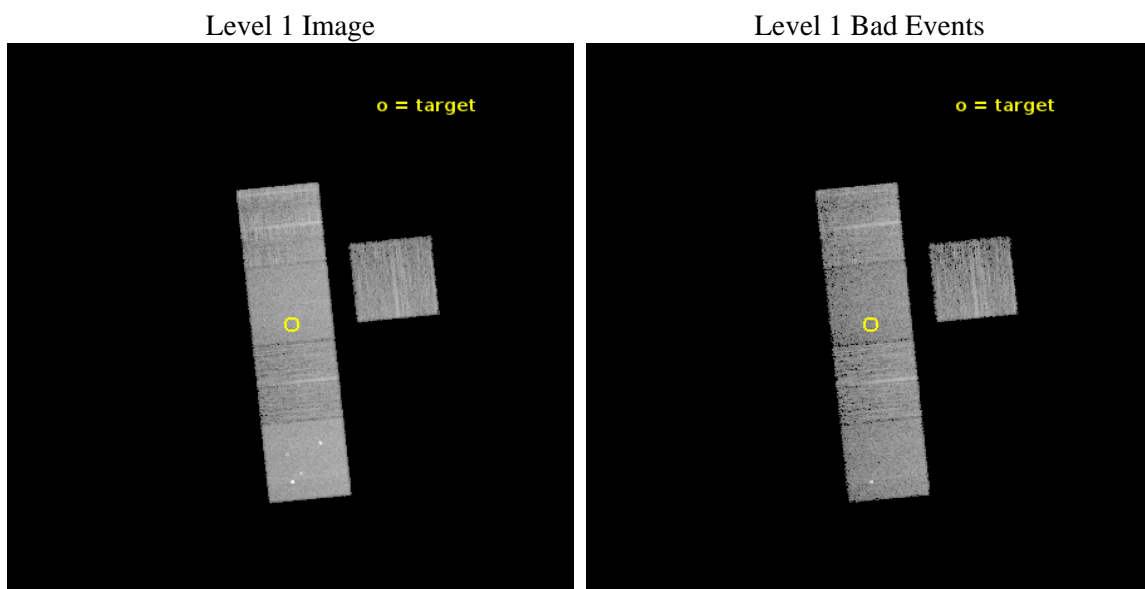 Level 1 Image
Level 1 Bad Events
o = target
o = target